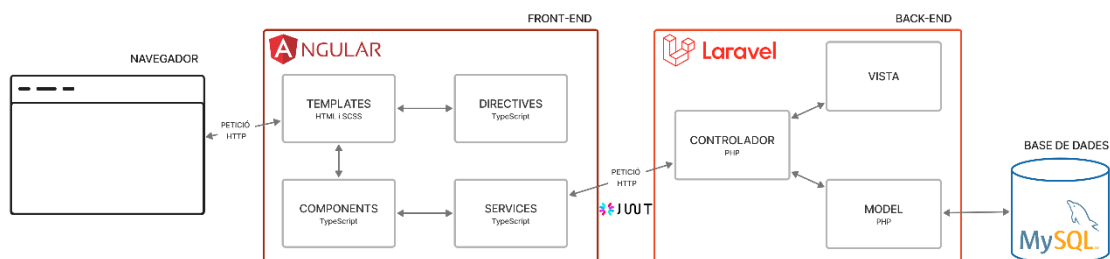 NAVEGADOR
PETICIÓ
HTTP
FRONT-END
ANGULAR
TEMPLATES
HTML i SCSS
DIRECTIVES
TypeScript
COMPONENTS
TypeScript
SERVICES
TypeScript
PETICIÓ
HTTP
JWT
BACK-END
Laravel
VISTA
CONTROLADOR
PHP
MODEL
PHP
BASE DE DADES
MySQL